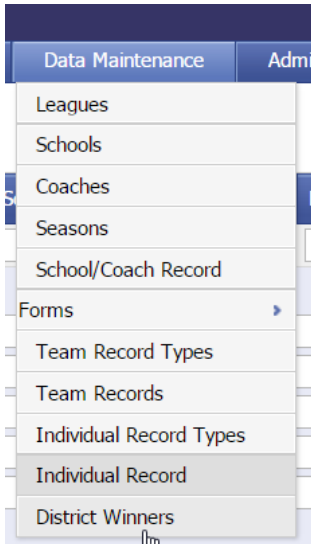 Data Maintenance
Leagues
Schools
Coaches
Seasons
School/Coach Record
Forms
Team Record Types
Team Records
Individual Record Types
Individual Record
District Winners